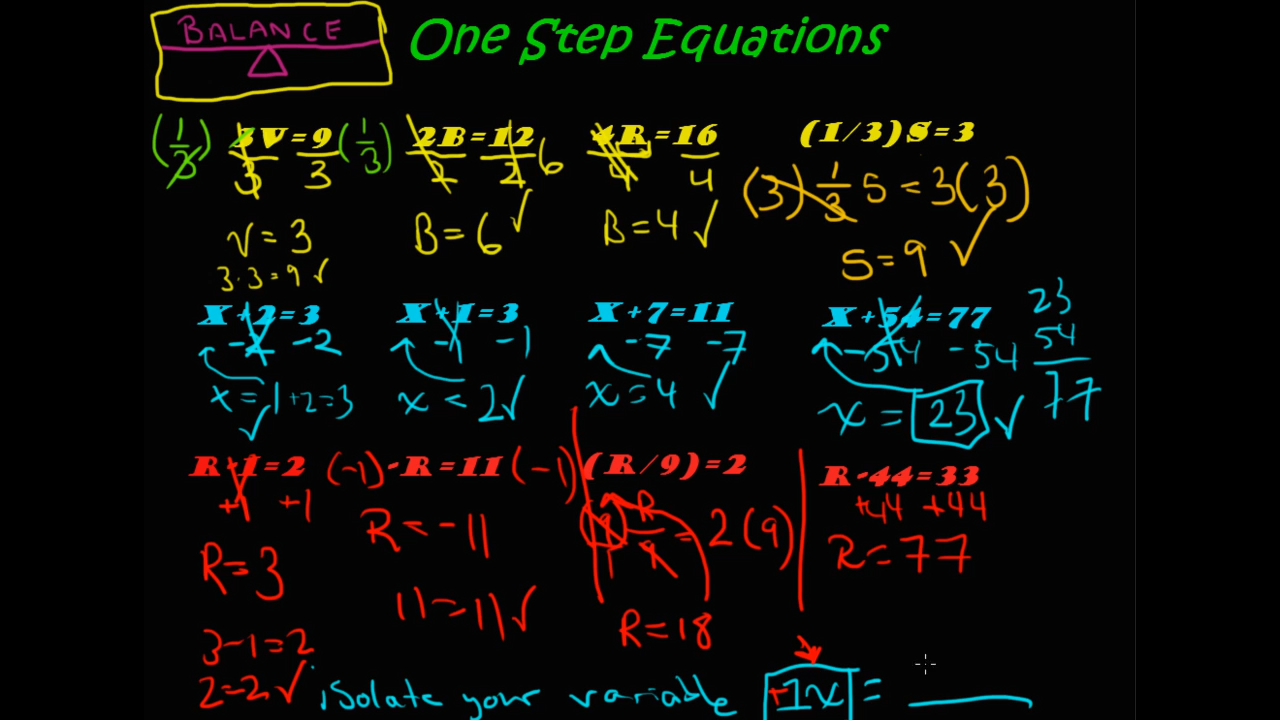 BALANCE
One Step Equations
(1/3) 3V=9 (1/3)
3 3
V=3
3·3=9 ✓
2B=12
2 2 6
B=6 ✓
4R=16
4 4
B=4 ✓
(1/3)S=3
(3) 1/3 S = 3(3)
S=9 ✓
X+2=3
-2 -2
x=1+2=3
✓
X+1=3
-1 -1
x=2✓
X+7=11
-7 -7
x=4 ✓
X+54=77
-54 -54
x = 23 ✓
23
54
77
R-1=2
+1 +1
R=3
3-1=2
2=2✓
(-1) -R=11 (-1)
R=-11
11=11✓
(R/9)=2
(9) R/9 = 2(9)
R=18
R-44=33
+44 +44
R=77
isolate your variable +1x = ____